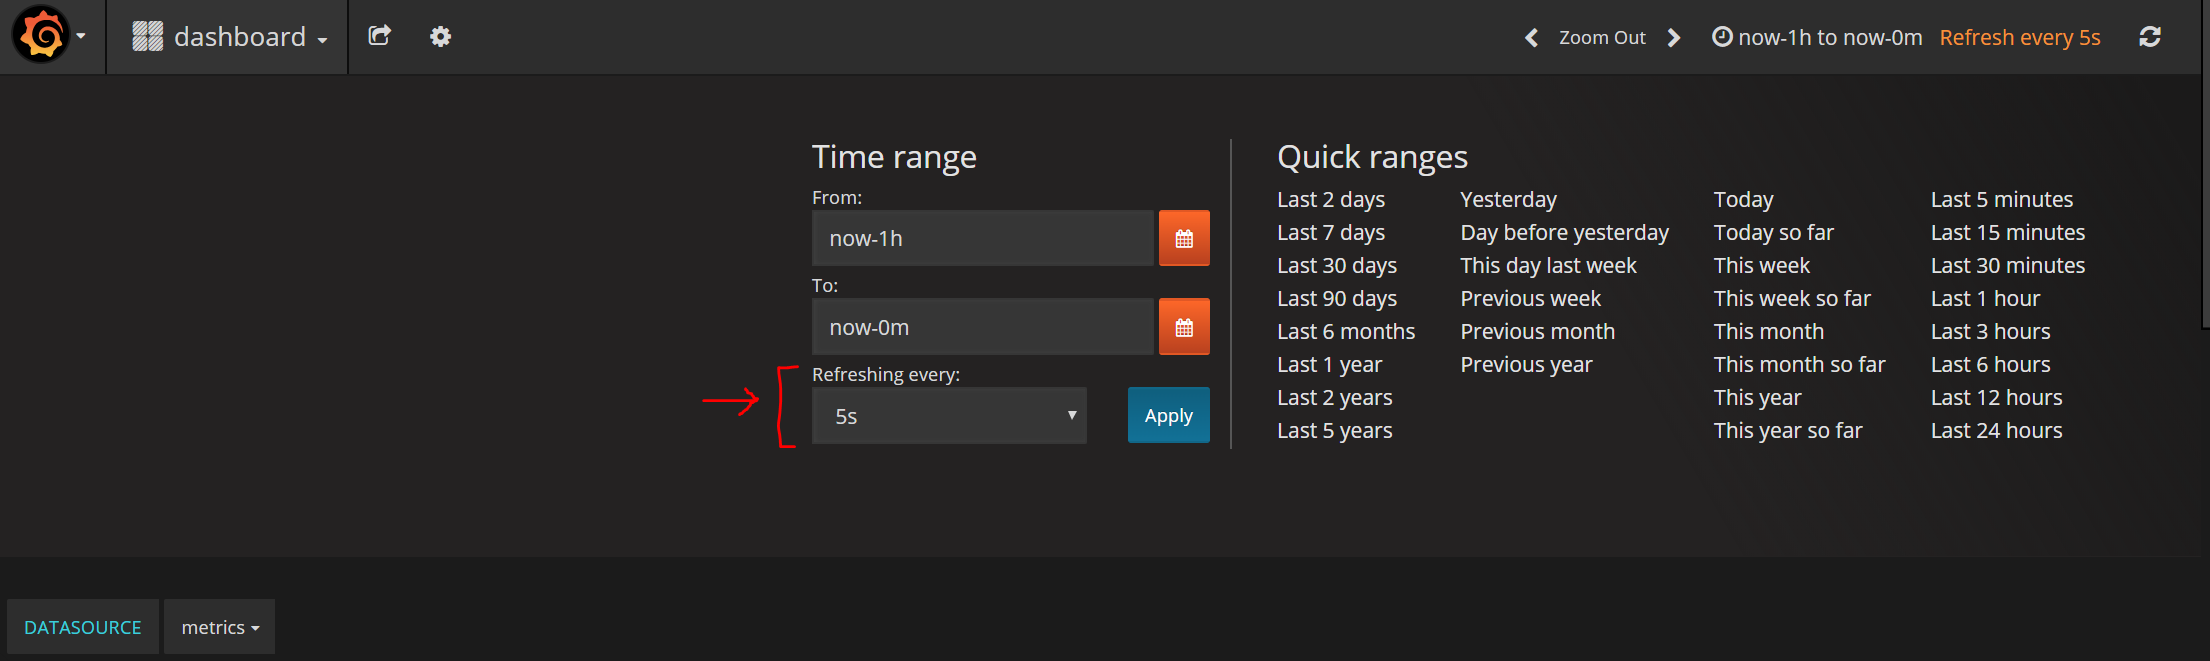 dashboard
Zoom Out
now-1h to now-0m
Refresh every 5s
Time range
From:
now-1h
To:
now-0m
Refreshing every:
5s
Apply
Quick ranges
Last 2 days
Last 7 days
Last 30 days
Last 90 days
Last 6 months
Last 1 year
Last 2 years
Last 5 years
Yesterday
Day before yesterday
This day last week
Previous week
Previous month
Previous year
Today
Today so far
This week
This week so far
This month
This month so far
This year
This year so far
Last 5 minutes
Last 15 minutes
Last 30 minutes
Last 1 hour
Last 3 hours
Last 6 hours
Last 12 hours
Last 24 hours
DATASOURCE
metrics